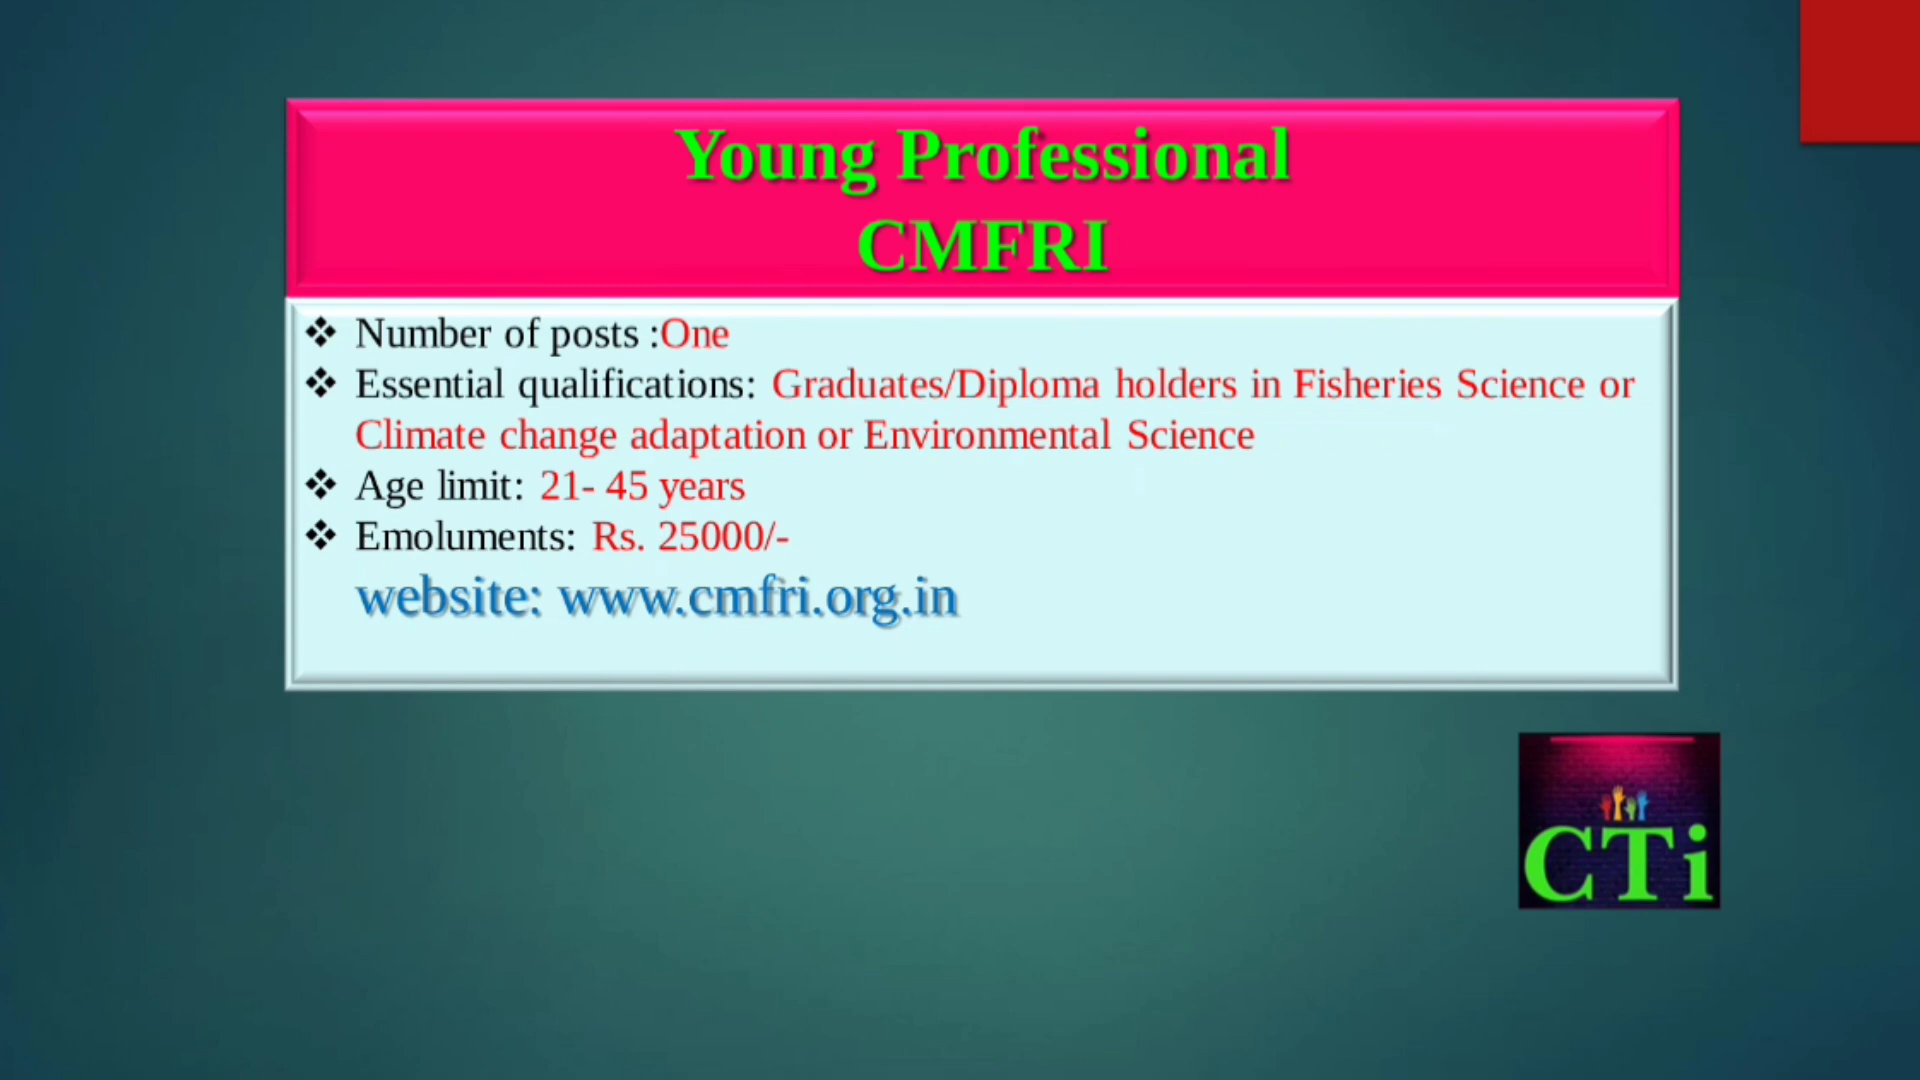 Young Professional
CMFRI
❖ Number of posts :One
❖ Essential qualifications: Graduates/Diploma holders in Fisheries Science or
Climate change adaptation or Environmental Science
❖ Age limit: 21- 45 years
❖ Emoluments: Rs. 25000/-
website: www.cmfri.org.in
CTi